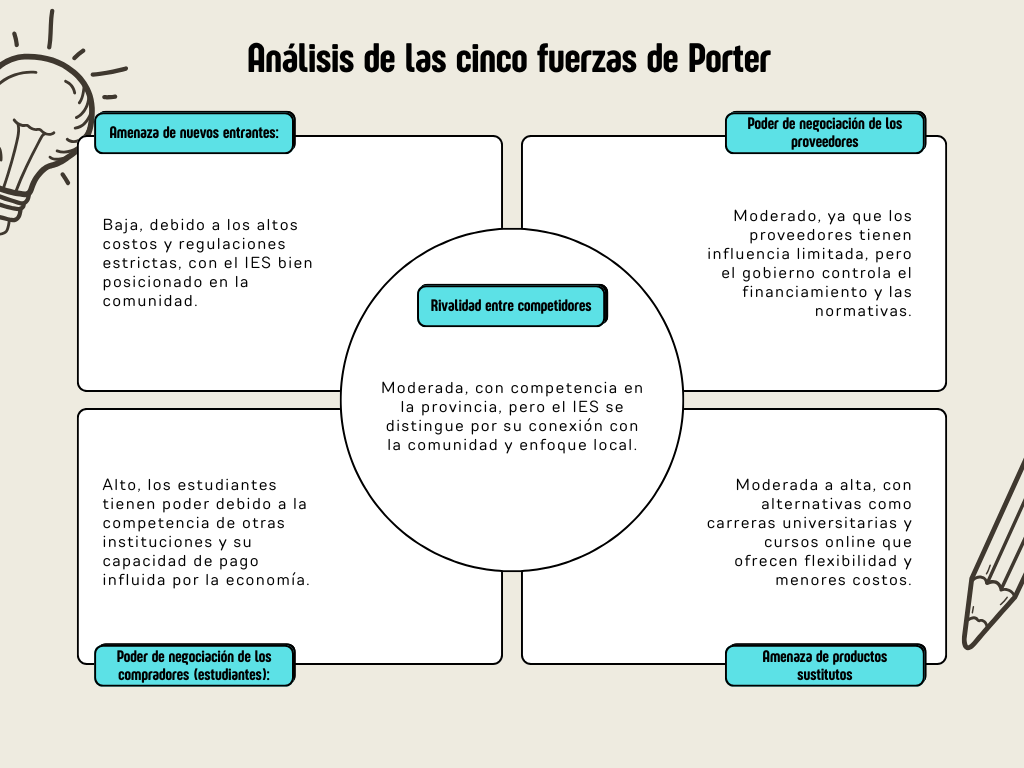 Análisis de las cinco fuerzas de Porter
Amenaza de nuevos entrantes:
Baja, debido a los altos
costos y regulaciones
estrictas, con el IES bien
posicionado en la
comunidad.
Poder de negociación de los
proveedores
Moderado, ya que los
proveedores tienen
influencia limitada, pero
el gobierno controla el
financiamiento y las
normativas.
Rivalidad entre competidores
Moderada, con competencia en
la provincia, pero el IES se
distingue por su conexión con
la comunidad y enfoque local.
Alto, los estudiantes
tienen poder debido a la
competencia de otras
instituciones y su
capacidad de pago
influida por la economía.
Poder de negociación de los
compradores (estudiantes):
Moderada a alta, con
alternativas como
carreras universitarias y
cursos online que
ofrecen flexibilidad y
menores costos.
Amenaza de productos
sustitutos